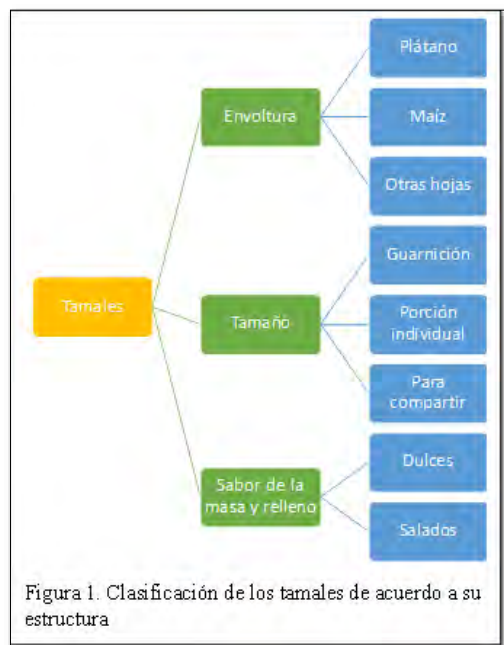 Tamales
Envoltura
Plátano
Maíz
Otras hojas
Tamaño
Guarnición
Porción
individual
Para
compartir
Sabor de la
masa y relleno
Dulces
Salados
Figura 1. Clasificación de los tamales de acuerdo a su
estructura